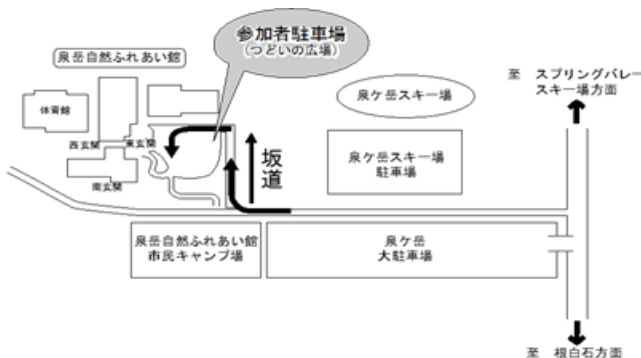 参加者駐車場
(つどいの広場)
泉岳自然ふれあい館
至 スプリングバレー
スキー場方面
体育館
泉ケ岳スキー場
西玄関
東玄関
坂道
泉ケ岳スキー場
駐車場
南玄関
泉岳自然ふれあい館
市民キャンプ場
泉ケ岳
大駐車場
至 根白石方面